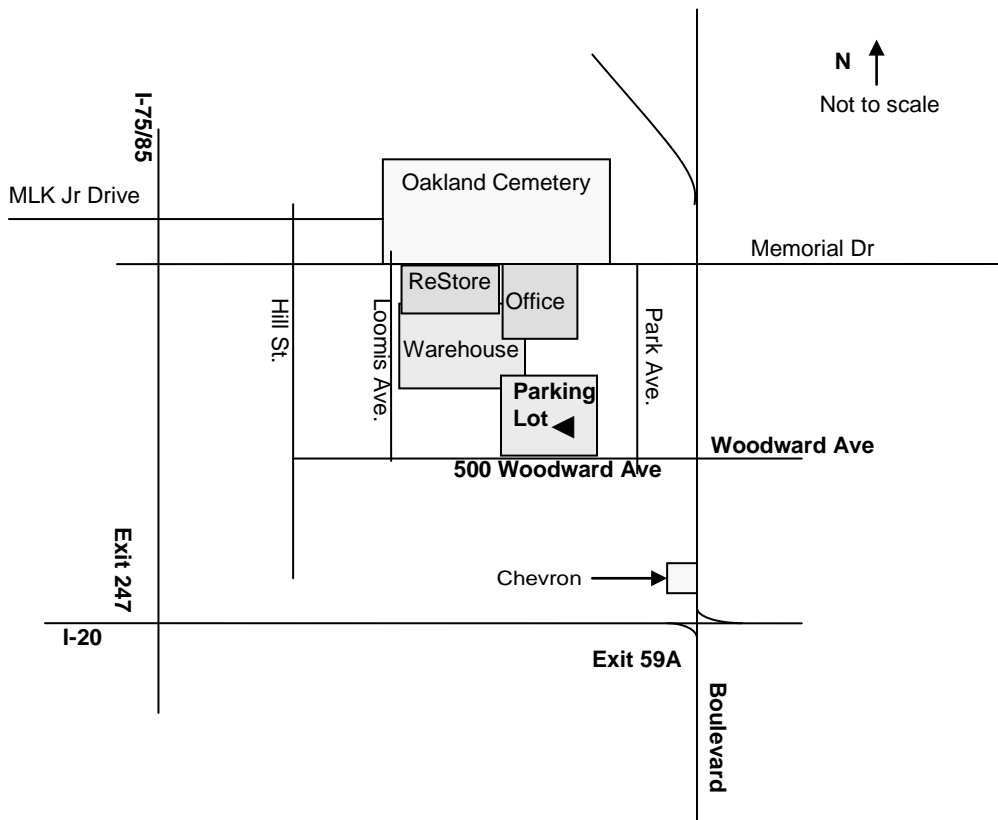 N
Not to scale
I-75/85
Oakland Cemetery
MLK Jr Drive
Memorial Dr
ReStore
Office
Hill St.
Loomis Ave.
Warehouse
Park Ave.
Parking
Lot
Woodward Ave
500 Woodward Ave
Exit 247
Chevron
I-20
Exit 59A
Boulevard